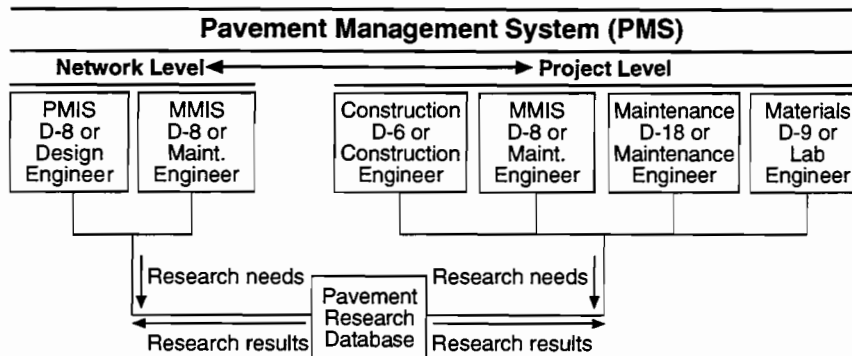 Pavement Management System (PMS)
Network Level
Project Level
PMIS
D-8 or
Design
Engineer
MMIS
D-8 or
Maint.
Engineer
Construction
D-6 or
Construction
Engineer
MMIS
D-8 or
Maint.
Engineer
Maintenance
D-18 or
Maintenance
Engineer
Materials
D-9 or
Lab
Engineer
Research needs
Research needs
Pavement
Research
Database
Research results
Research results